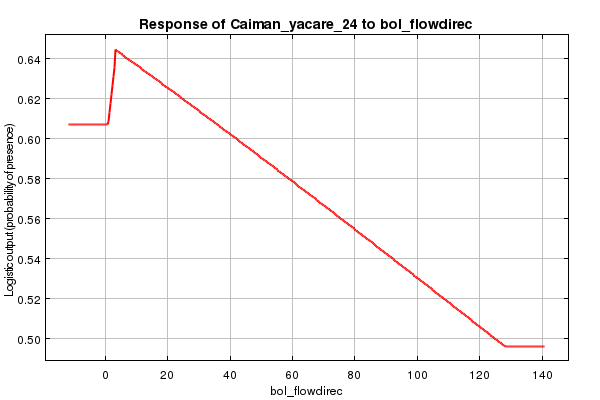 Response of Caiman_yacare_24 to bol_flowdirec
Logistic output (probability of presence)
0.64
0.62
0.60
0.58
0.56
0.54
0.52
0.50
0 20 40 60 80 100 120 140
bol_flowdirec